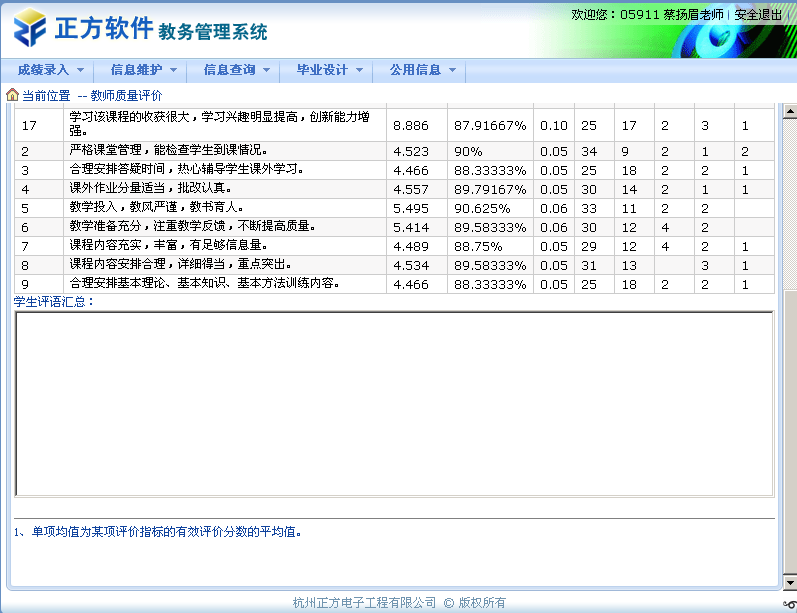 欢迎您：05911 蔡扬眉老师 | 安全退出
正方软件 教务管理系统
成绩录入 信息维护 信息查询 毕业设计 公用信息
当前位置 -- 教师质量评价
17 学习该课程的收获很大，学习兴趣明显提高，创新能力增强。 8.886 87.91667% 0.10 25 17 2 3 1
2 严格课堂管理，能检查学生到课情况。 4.523 90% 0.05 34 9 2 1 2
3 合理安排答疑时间，热心辅导学生课外学习。 4.466 88.33333% 0.05 25 18 2 2 1
4 课外作业分量适当，批改认真。 4.557 89.79167% 0.05 30 14 2 1 1
5 教学投入，教风严谨，教书育人。 5.495 90.625% 0.06 33 11 2 2
6 教学准备充分，注重教学反馈，不断提高质量。 5.414 89.58333% 0.06 30 12 4 2
7 课程内容充实，丰富，有足够信息量。 4.489 88.75% 0.05 29 12 4 2 1
8 课程内容安排合理，详细得当，重点突出。 4.534 89.58333% 0.05 31 13 3 1
9 合理安排基本理论、基本知识、基本方法训练内容。 4.466 88.33333% 0.05 25 18 2 2 1
学生评语汇总：
1、单项均值为某项评价指标的有效评价分数的平均值。
杭州正方电子工程有限公司 © 版权所有